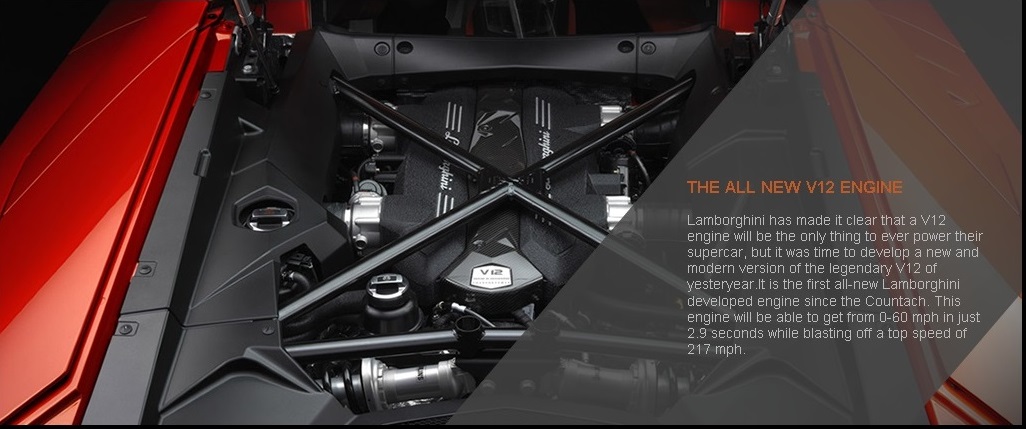 Lamborghini
Lamborghini
V12
THE ALL NEW V12 ENGINE
Lamborghini has made it clear that a V12
engine will be the only thing to ever power their
supercar, but it was time to develop a new and
modern version of the legendary V12 of
yesteryear.It is the first all-new Lamborghini
developed engine since the Countach. This
engine will be able to get from 0-60 mph in just
2.9 seconds while blasting off a top speed of
217 mph.